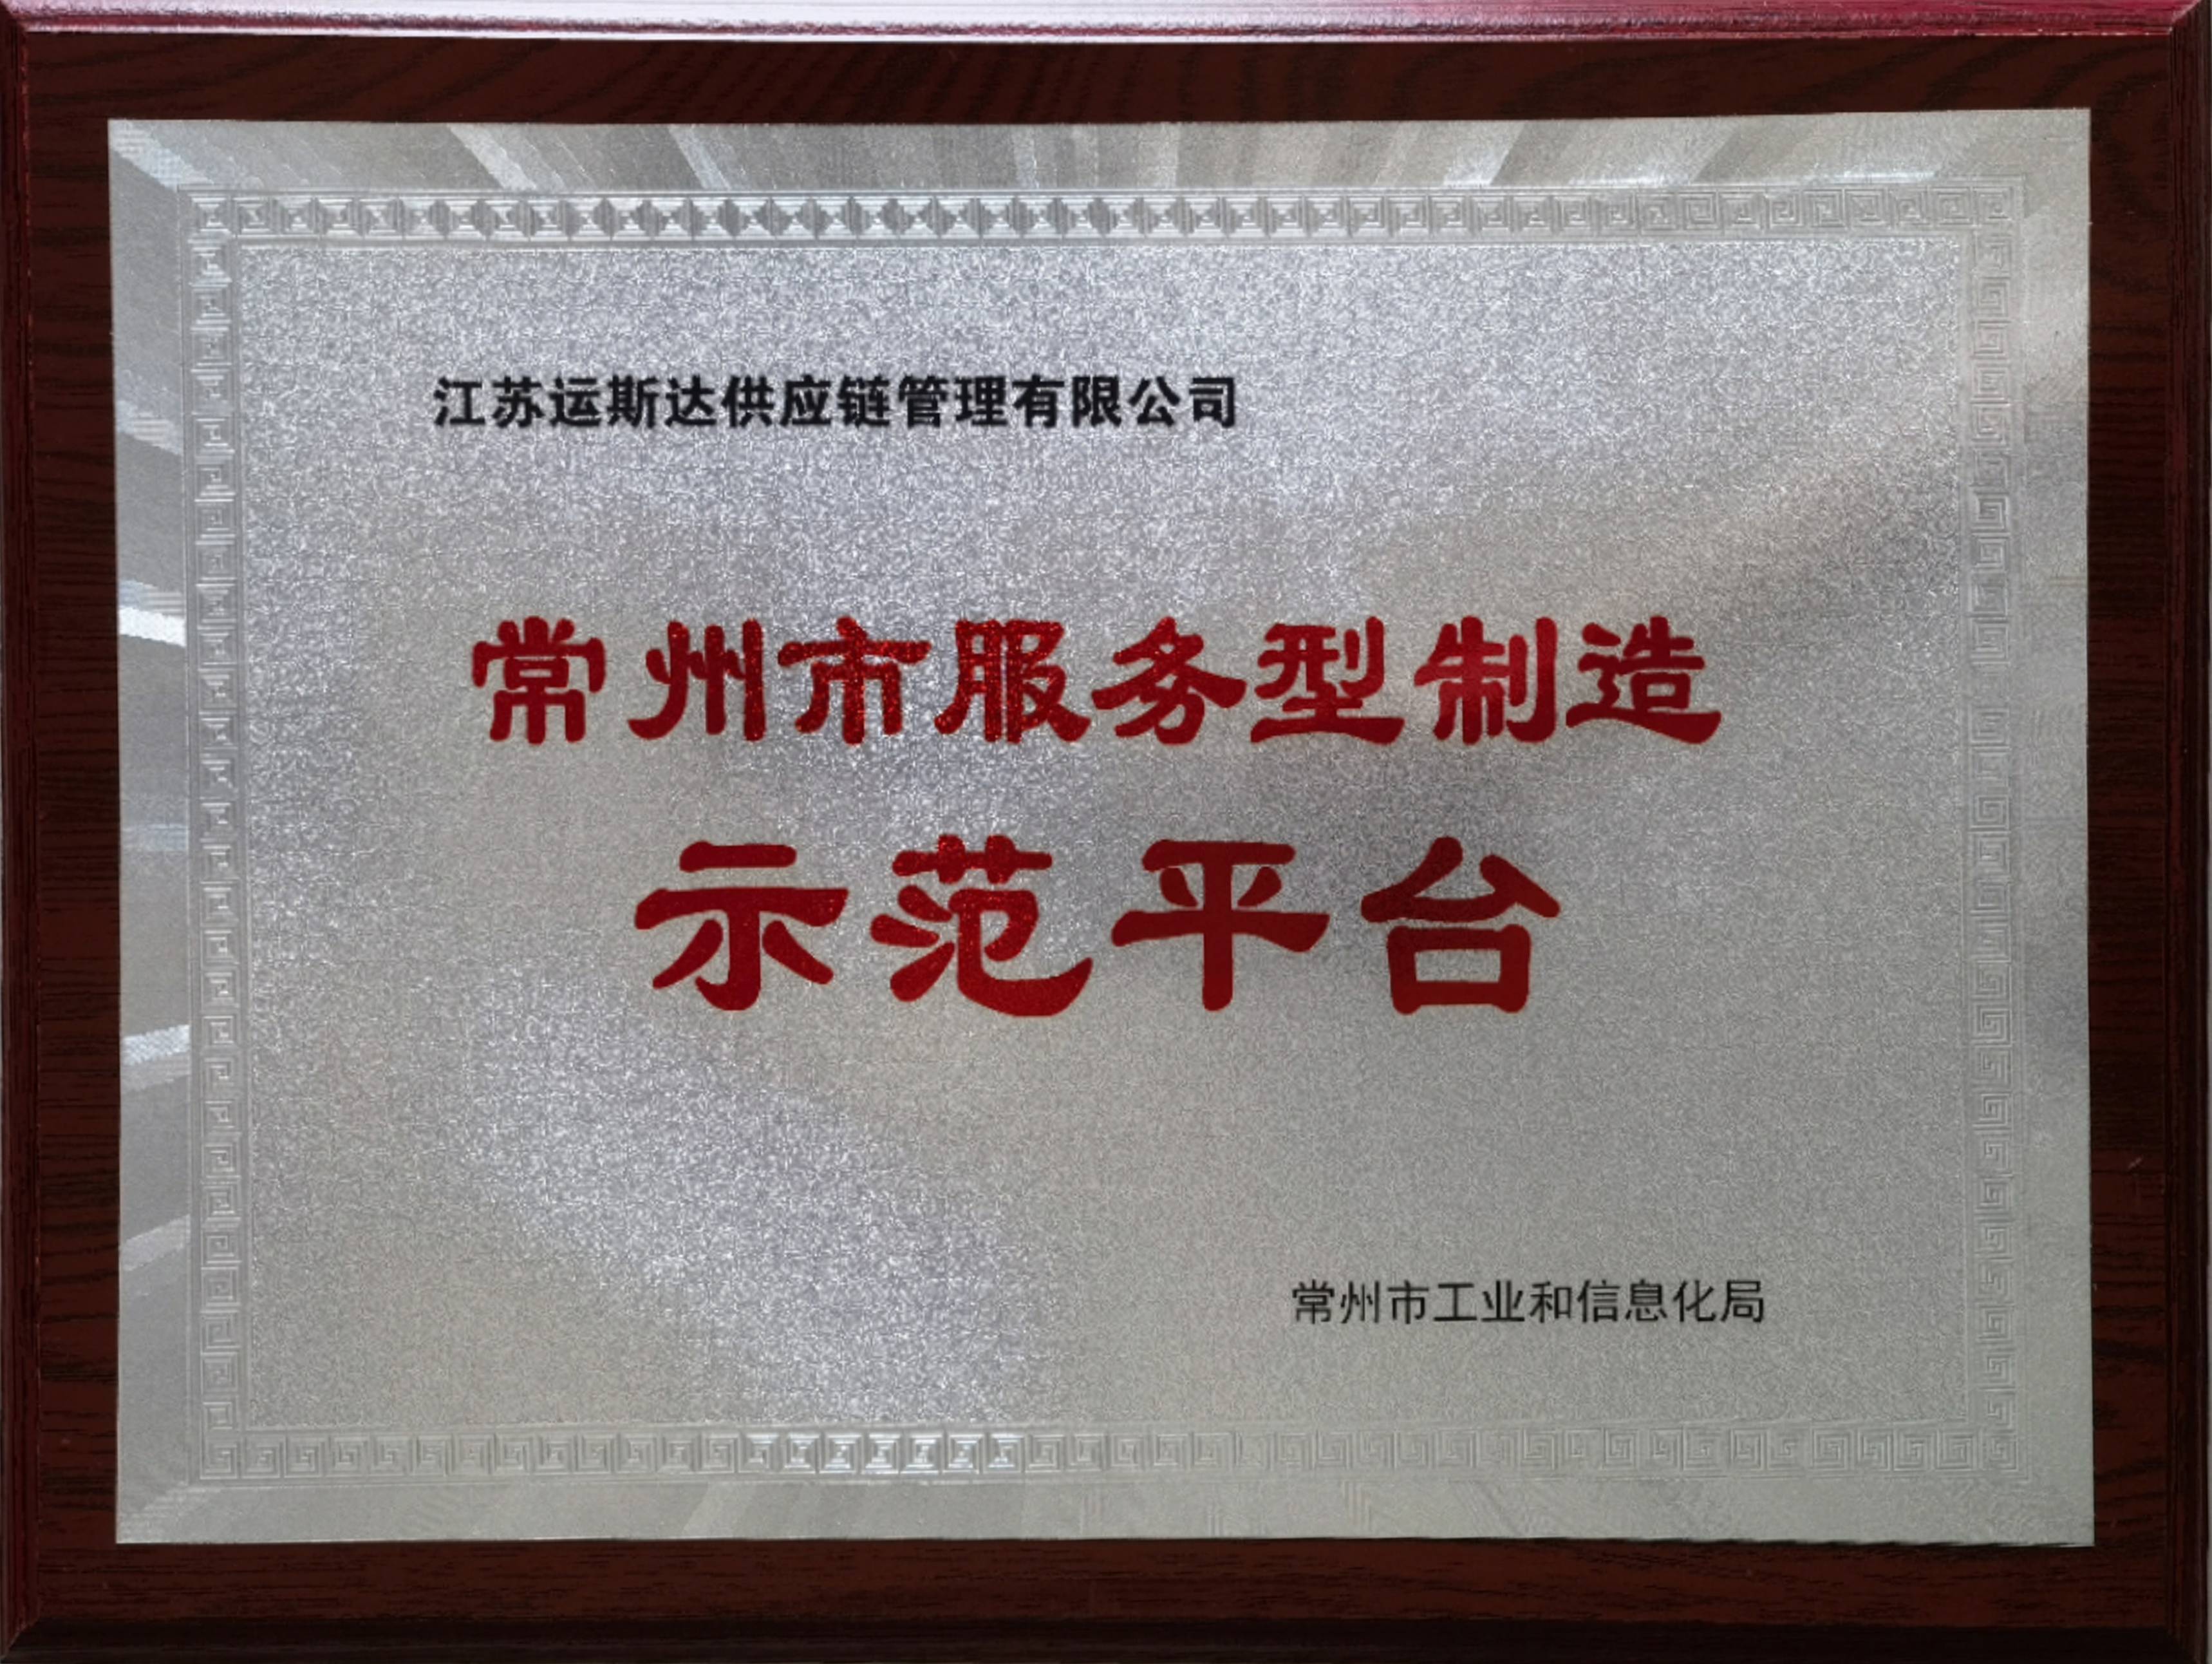 江苏运斯达供应链管理有限公司
常州市服务型制造
示范平台
常州市工业和信息化局